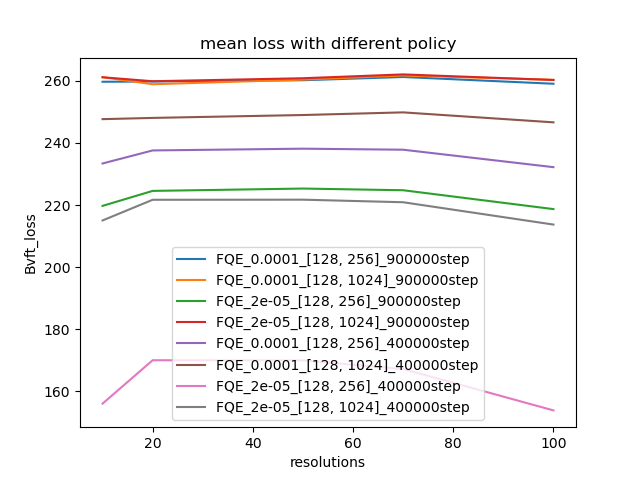 mean loss with different policy
Bvft_loss
260
240
220
200
180
160
FQE_0.0001_[128, 256]_900000step
FQE_0.0001_[128, 1024]_900000step
FQE_2e-05_[128, 256]_900000step
FQE_2e-05_[128, 1024]_900000step
FQE_0.0001_[128, 256]_400000step
FQE_0.0001_[128, 1024]_400000step
FQE_2e-05_[128, 256]_400000step
FQE_2e-05_[128, 1024]_400000step
20 40 60 80 100
resolutions